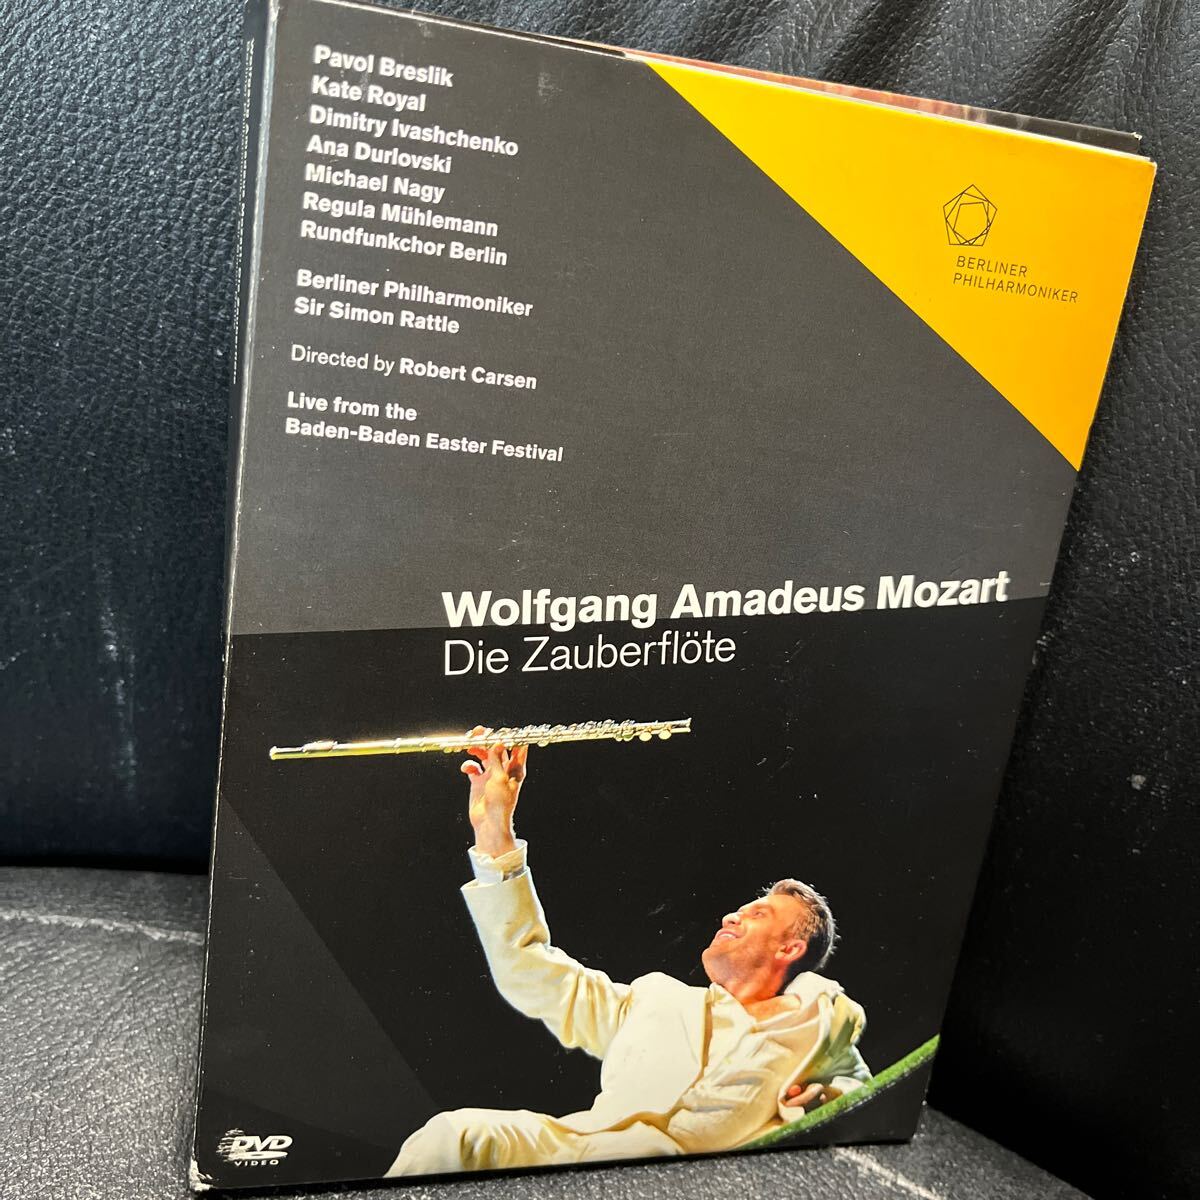 Pavol Breslik
Kate Royal
Dimitry Ivashchenko
Ana Durlovski
Michael Nagy
Regula Mühlemann
Rundfunkchor Berlin
Berliner Philharmoniker
Sir Simon Rattle
Directed by Robert Carsen
Live from the
Baden-Baden Easter Festival
BERLINER
PHILHARMONIKER
Wolfgang Amadeus Mozart
Die Zauberflöte
DVD
VIDEO